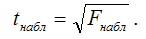 t_набл = √F_набл .